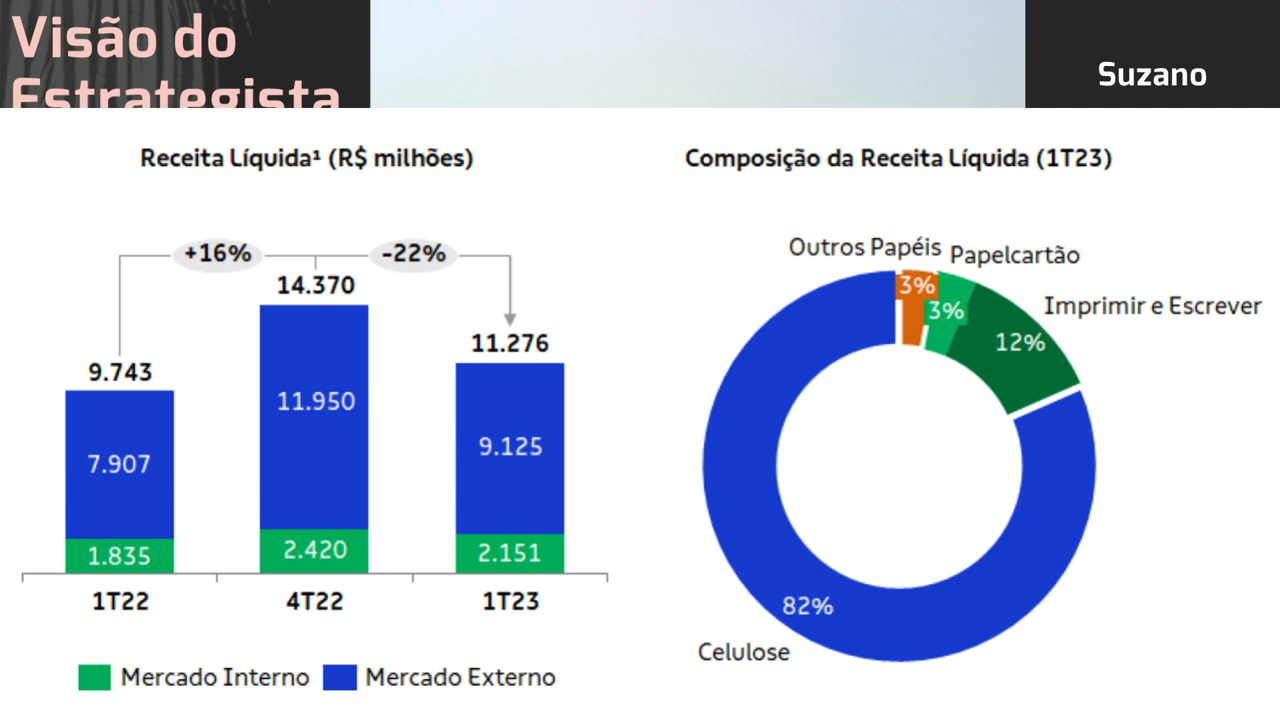 Visão do
Estrategista
Suzano
Receita Líquida¹ (R$ milhões)
+16%
-22%
14.370
11.276
9.743
11.950
9.125
7.907
2.420
2.151
1.835
1T22
4T22
1T23
Mercado Interno
Mercado Externo
Composição da Receita Líquida (1T23)
Outros Papéis
Papelcartão
Imprimir e Escrever
3%
3%
12%
82%
Celulose